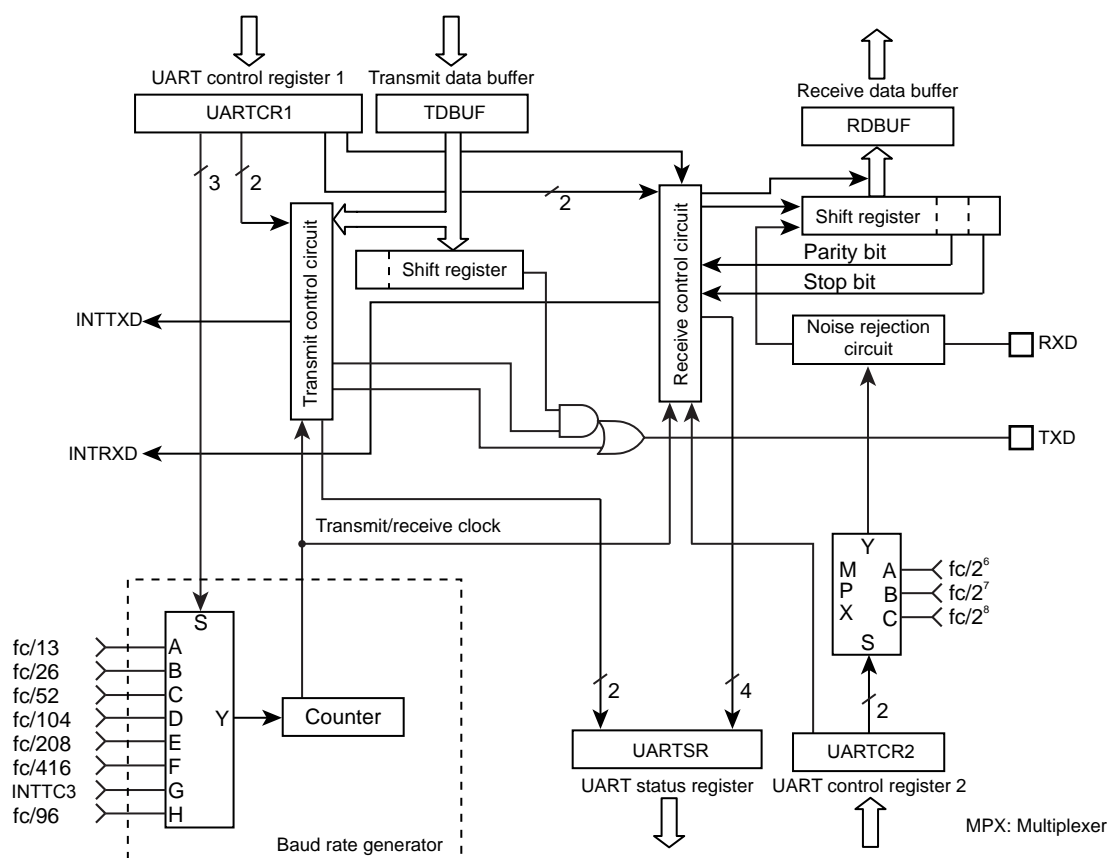 UART control register 1
Transmit data buffer
Receive data buffer
UARTCR1
TDBUF
RDBUF
3
2
2
Shift register
Transmit control circuit
Receive control circuit
Shift register
Parity bit
Stop bit
INTTXD
Noise rejection
circuit
RXD
TXD
INTRXD
Transmit/receive clock
Y
M
P
X
A
B
C
S
fc/2⁶
fc/2⁷
fc/2⁸
S
fc/13
A
fc/26
B
fc/52
C
fc/104
D
fc/208
E
fc/416
F
INTTC3
G
fc/96
H
Y
Counter
2
4
2
UARTSR
UARTCR2
UART status register
UART control register 2
Baud rate generator
MPX: Multiplexer